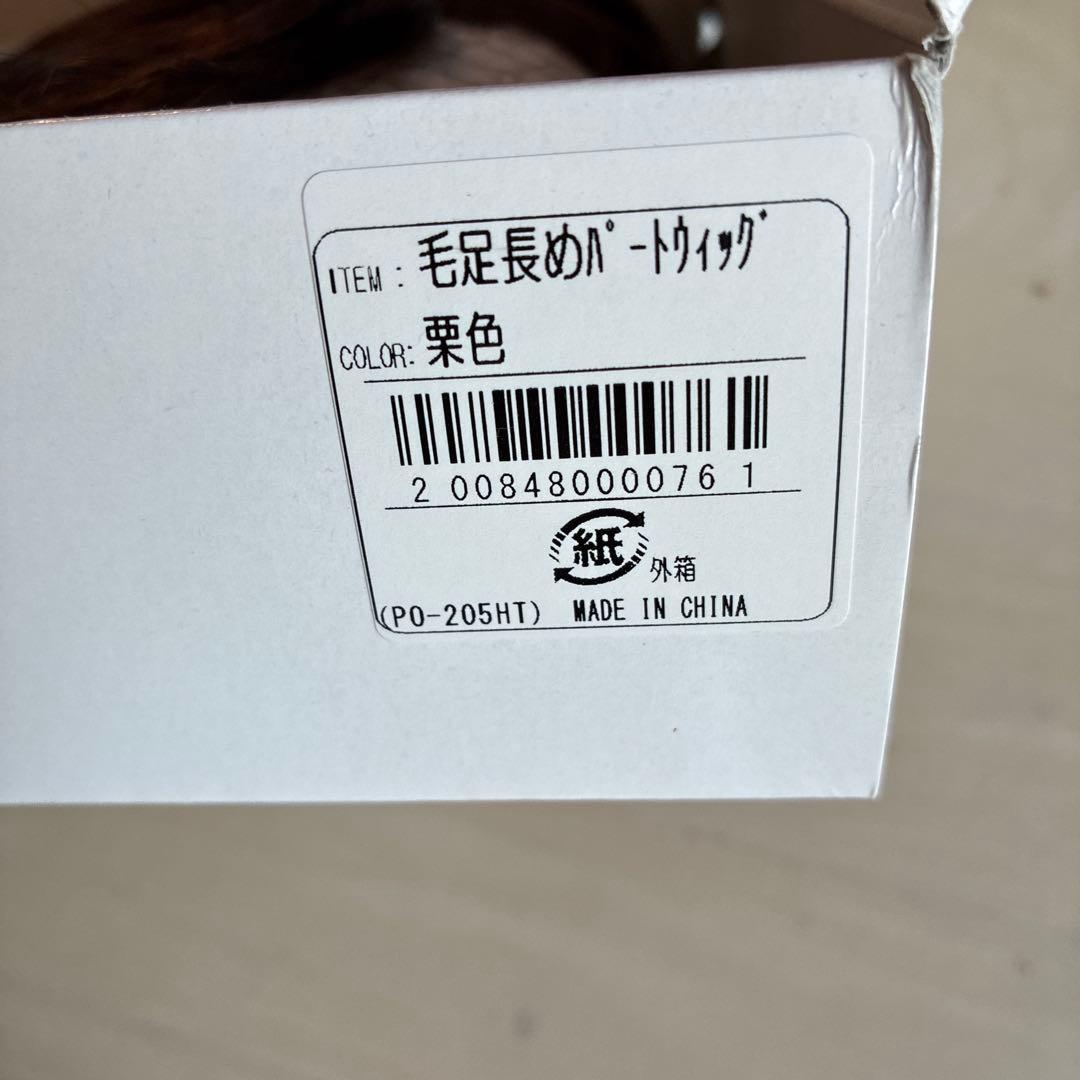 ITEM : 毛足長めﾊﾟｰﾄｳｨｯｸﾞ
COLOR: 栗色
2 00848000076 1
紙 外箱
(PO-205HT) MADE IN CHINA